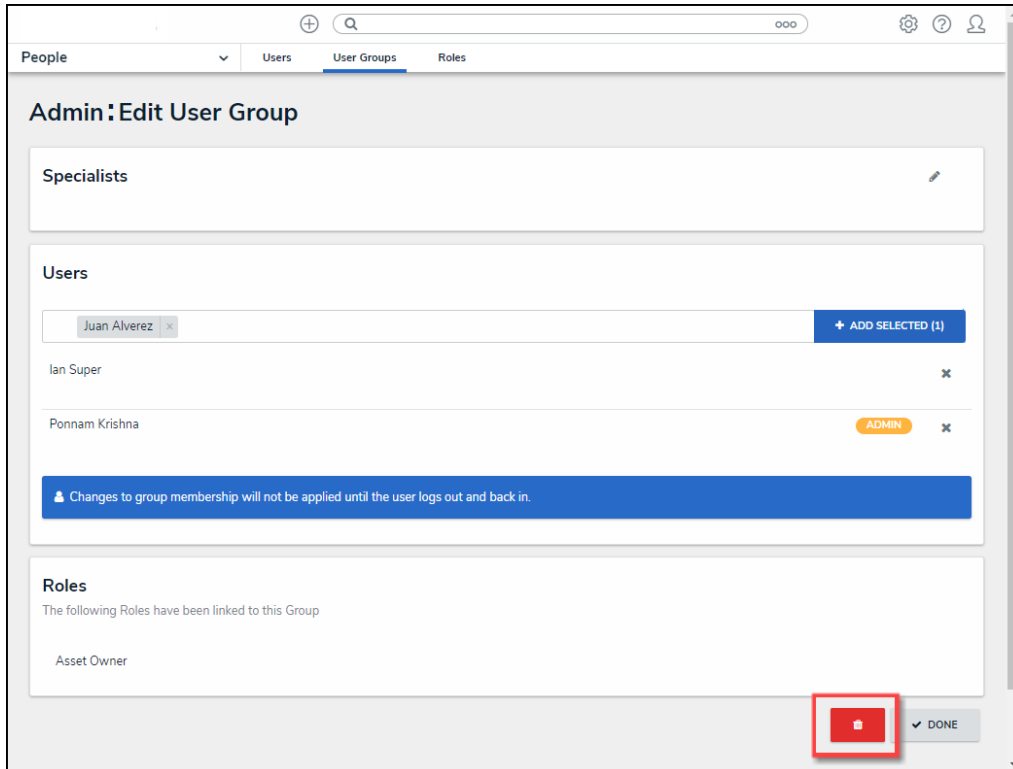 People
Users
User Groups
Roles
Admin:Edit User Group
Specialists
Users
Juan Alverez ×
+ ADD SELECTED (1)
Ian Super
Ponnam Krishna
ADMIN
Changes to group membership will not be applied until the user logs out and back in.
Roles
The following Roles have been linked to this Group
Asset Owner
DONE